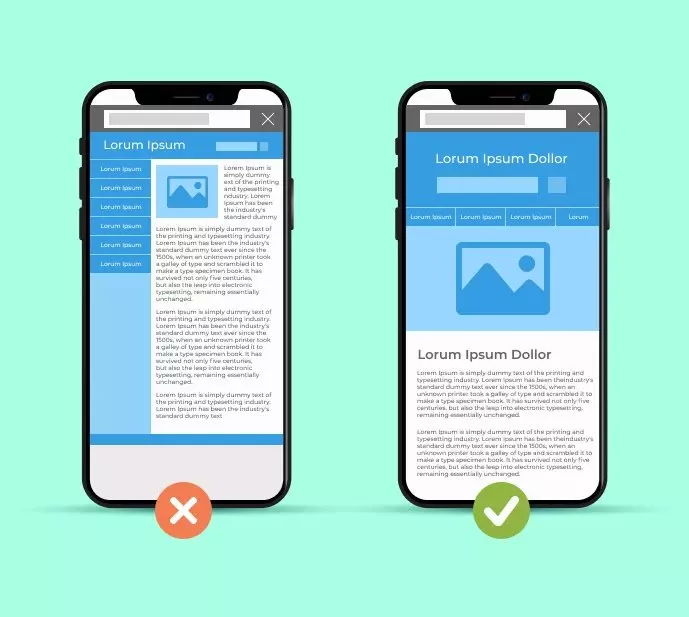 Lorem Ipsum
Lorum Ipsum
Lorum Ipsum
Lorum Ipsum
Lorum Ipsum
Lorum Ipsum
Lorum Ipsum
Lorem Ipsum is
simply dummy
ext of the printing
and typesetting
ndustry. Lorem
Ipsum has been
the industry's
standard dummy
Lorem Ipsum is simply dummy text of
the printing and typesetting industry.
Lorem Ipsum has been the industry's
standard dummy text ever since the
1500s, when an unknown printer took
a galley of type and scrambled it to
make a type specimen book. It has
survived not only five centuries,
but also the leap into electronic
typesetting, remaining essentially
unchanged.
Lorem Ipsum is simply dummy text of
the printing and typesetting industry.
Lorem Ipsum has been the industry's
standard dummy text ever since the
1500s, when an unknown printer took
a galley of type and scrambled it to
make a type specimen book. It has
survived not only five centuries,
but also the leap into electronic
typesetting, remaining essentially
unchanged.
Lorem Ipsum is simply dummy text of
the printing and typesetting industry.
Lorem Ipsum has been the industry's
standard dummy text
Lorum Ipsum Dollor
Lorum Ipsum
Lorum Ipsum
Lorum Ipsum
Lorum
Lorum Ipsum Dollor
Lorem Ipsum is simply dummy text of the printing and
typesetting industry. Lorem Ipsum has been theindustry's
standard dummy text ever since the 1500s, when an unknown
printer took a galley of type and scrambled it to make a type
specimen book. It has survived not only five
centuries, but also the leap into electronic
Lorem Ipsum is simply dummy text of the printing and
typesetting industry. Lorem Ipsum has been theindustry's
standard dummy text ever since the 1500s, when an unknown
printer took a galley of type and scrambled it to make a type
specimen book. It has survived not only five
centuries, but also the leap into electronic